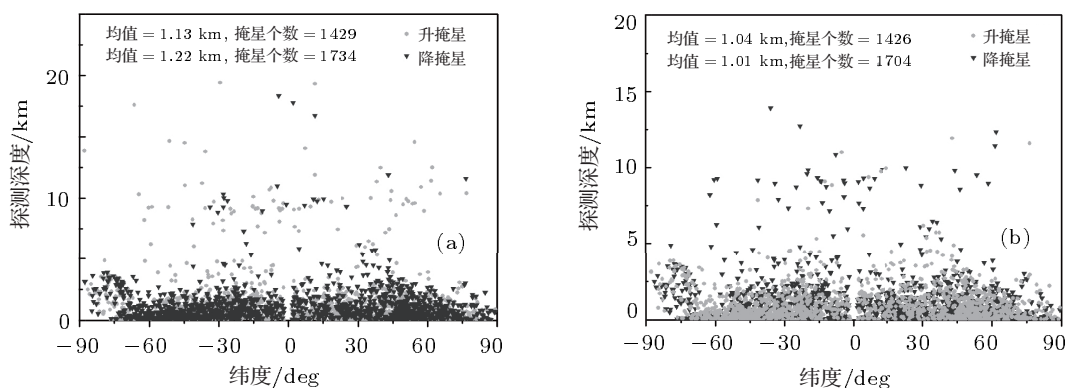 均值=1.13 km, 掩星个数=1429
均值=1.22 km, 掩星个数=1734
升掩星
降掩星
20
10
0
探测深度/km
(a)
−90
−60
−30
0
30
60
90
纬度/deg
均值=1.04 km,掩星个数=1426
均值=1.01 km,掩星个数=1704
升掩星
降掩星
20
15
10
5
0
探测深度/km
(b)
−90
−60
−30
0
30
60
90
纬度/deg